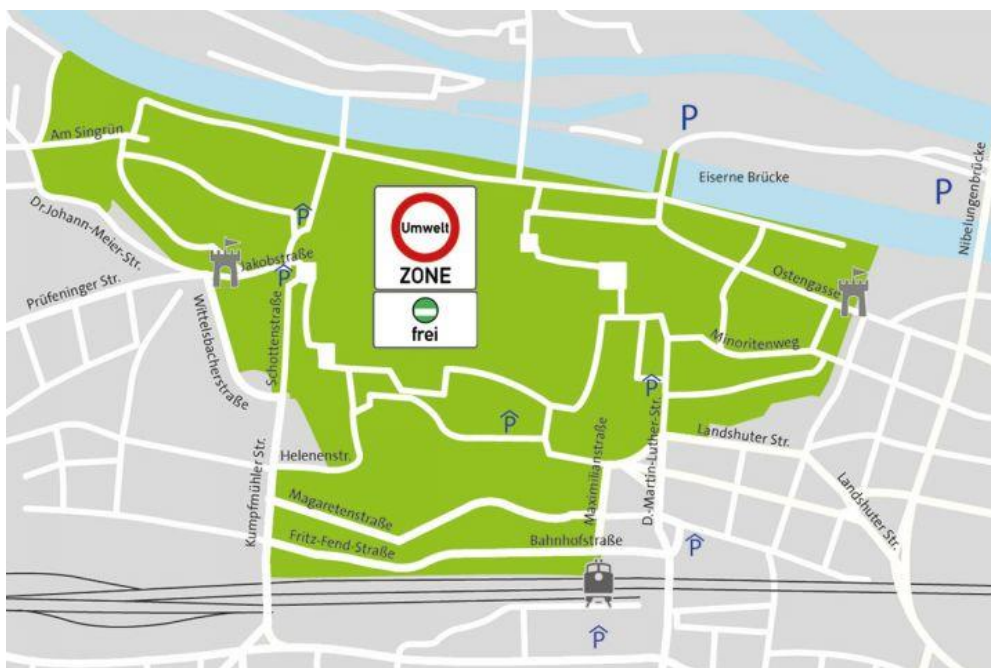 P
Am Singrün
Eiserne Brücke
P
Nibelungenbrücke
Dr.Johann-Meier-Str.
P
Umwelt
ZONE
frei
Jakobstraße
P
Prüfeninger Str.
Ostengasse
Wittelsbacherstraße
Schottenstraße
Minoritenweg
P
P
Landshuter Str.
Helenenstr.
Kumpfmühler Str.
Maximilianstraße
D.-Martin-Luther-Str.
Landshuter Str.
Magaretenstraße
Fritz-Fend-Straße
Bahnhofstraße
P
P